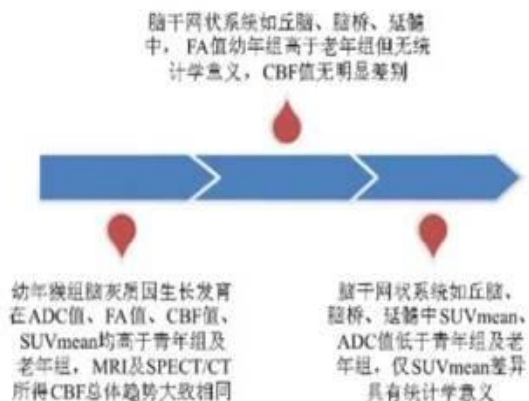 脑干网状系统如丘脑、脑桥、延髓
中，FA值幼年组高于老年组但无统
计学意义，CBF值无明显差别
幼年猴组脑灰质因生长发育
在ADC值、FA值、CBF值、
SUVmean均高于青年组及
老年组，MRI及SPECT/CT
所得CBF总体趋势大致相同
脑干网状系统如丘脑、
脑桥、延髓中SUVmean、
ADC值低于青年组及老
年组，仅SUVmean差异
具有统计学意义